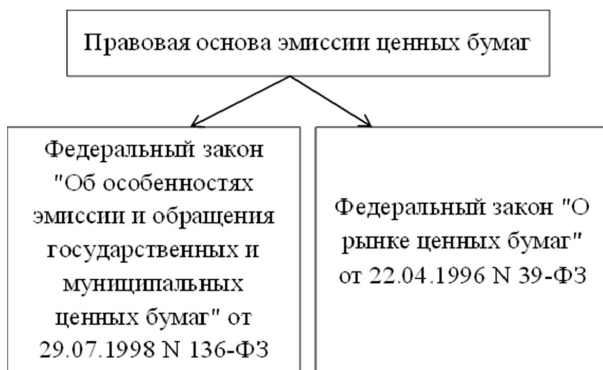 Правовая основа эмиссии ценных бумаг
Федеральный закон
"Об особенностях
эмиссии и обращения
государственных и
муниципальных
ценных бумаг" от
29.07.1998 N 136-ФЗ
Федеральный закон "О
рынке ценных бумаг"
от 22.04.1996 N 39-ФЗ